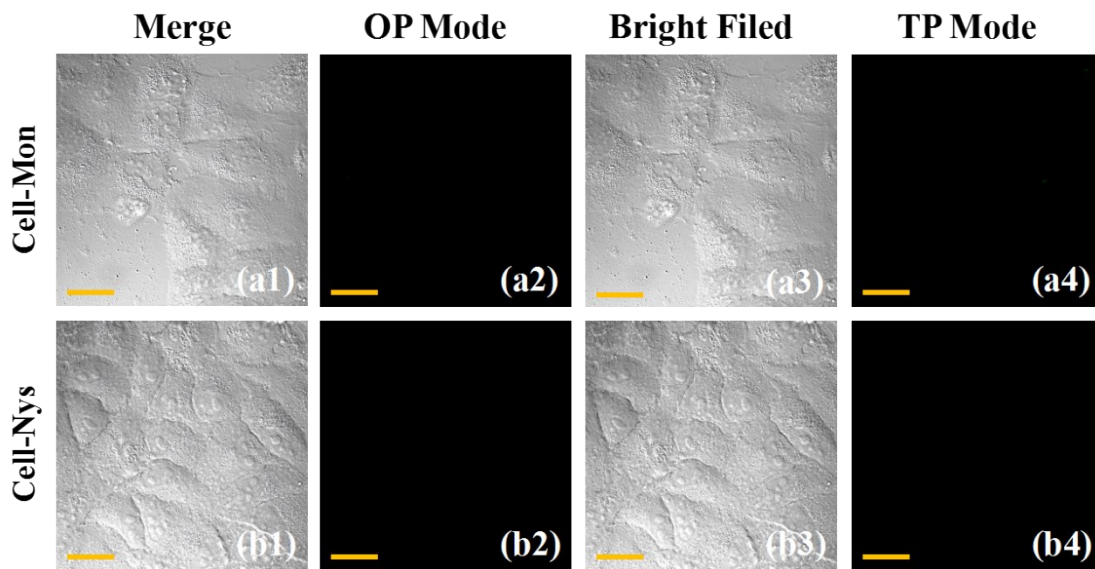 Merge OP Mode Bright Filed TP Mode
Cell-Mon
(a1) (a2) (a3) (a4)
Cell-Nys
(b1) (b2) (b3) (b4)